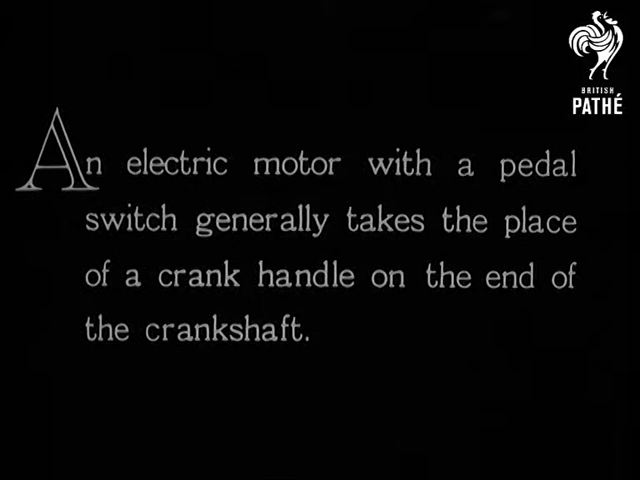 BRITISH
PATHÉ
An electric motor with a pedal
switch generally takes the place
of a crank handle on the end of
the crankshaft.